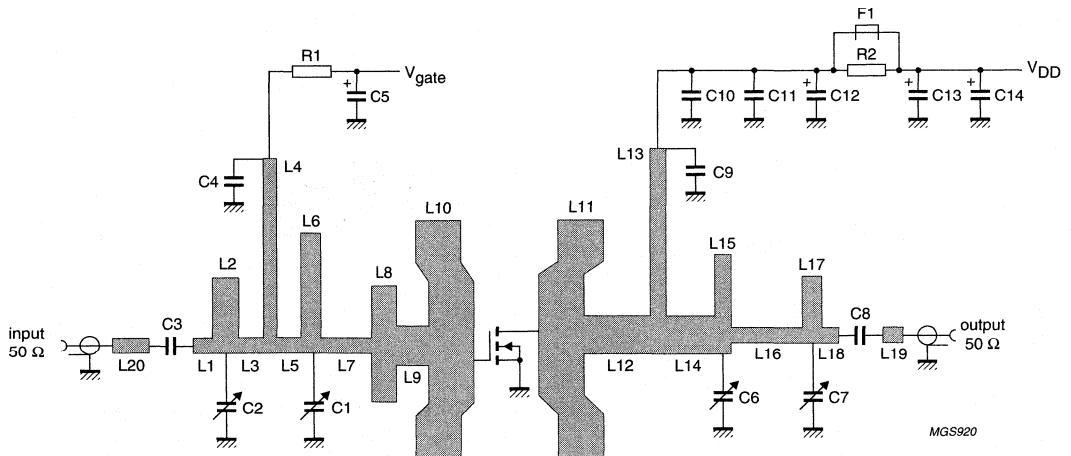 F1
R1
R2
Vgate
VDD
+
C5
C10
C11
+
C12
+
C13
+
C14
L4
L13
C4
C9
L10
L11
L6
L15
L2
L8
L17
input
50 Ω
C3
C8
output
50 Ω
L20
L1
L3
L5
L7
L9
L12
L14
L16
L18
L19
C2
C1
C6
C7
MGS920